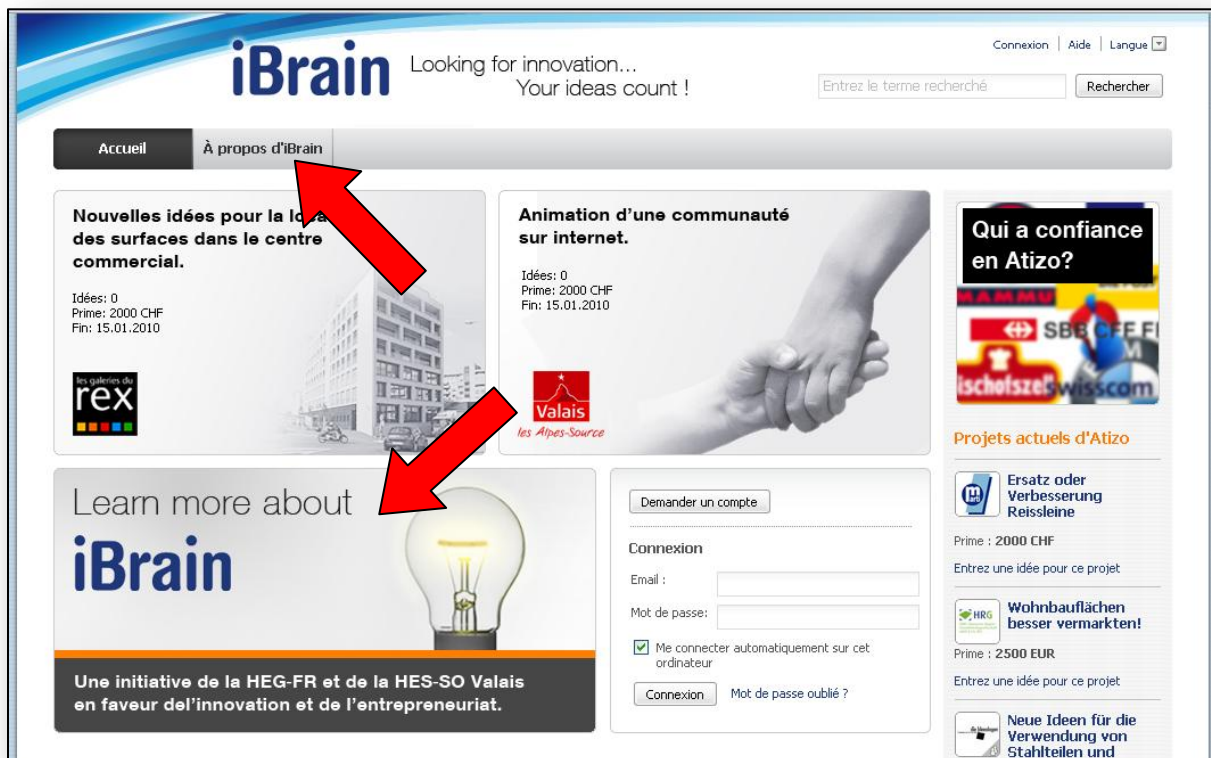 iBrain
Looking for innovation...
Your ideas count !
Connexion | Aide | Langue
Entrez le terme recherché
Rechercher
Accueil
À propos d'iBrain
Nouvelles idées pour la
des surfaces dans le centre
commercial.
Idées: 0
Prime: 2000 CHF
Fin: 15.01.2010
les galeries du
rex
Animation d'une communauté
sur internet.
Idées: 0
Prime: 2000 CHF
Fin: 15.01.2010
Valais
les Alpes-Source
Qui a confiance
en Atizo?
MAMMU
SBB CFF F
ischofszel
wisscom
Projets actuels d'Atizo
Ersatz oder
Verbesserung
Reissleine
Prime : 2000 CHF
Entrez une idée pour ce projet
HRG
Wohnbauflächen
besser vermarkten!
Prime : 2500 EUR
Entrez une idée pour ce projet
Neue Ideen für die
Verwendung von
Stahlteilen und
Learn more about
iBrain
Une initiative de la HEG-FR et de la HES-SO Valais
en faveur del'innovation et de l'entrepreneuriat.
Demander un compte
Connexion
Email :
Mot de passe:
Me connecter automatiquement sur cet
ordinateur
Connexion
Mot de passe oublié ?